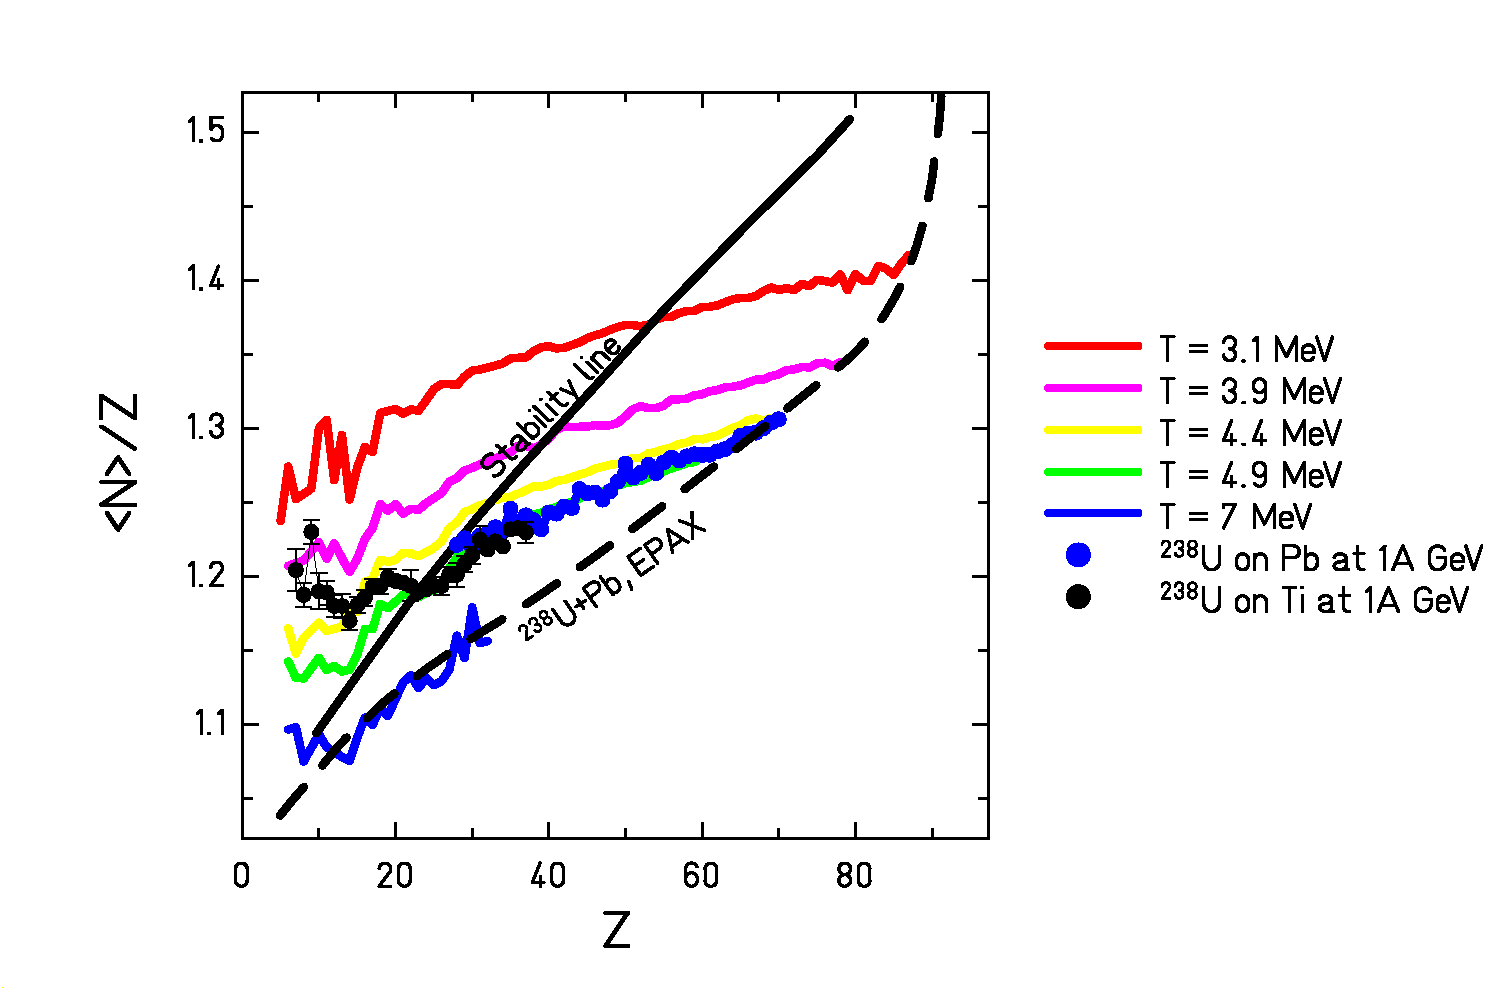 1.5
1.4
1.3
1.2
1.1
0
20
40
60
80
<N>/Z
Z
Stability line
²³⁸U+Pb, EPAX
T = 3.1 MeV
T = 3.9 MeV
T = 4.4 MeV
T = 4.9 MeV
T = 7 MeV
²³⁸U on Pb at 1A GeV
²³⁸U on Ti at 1A GeV